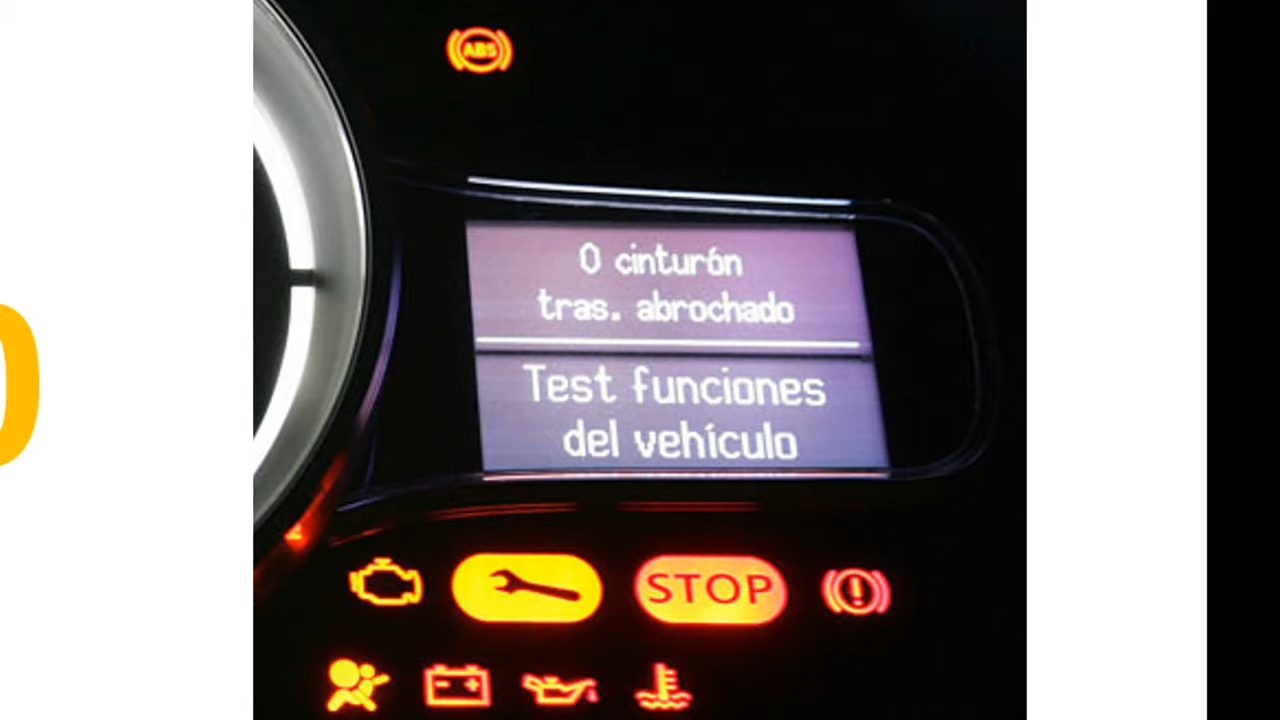 ABS
0 cinturón
tras. abrochado
Test funciones
del vehículo
STOP